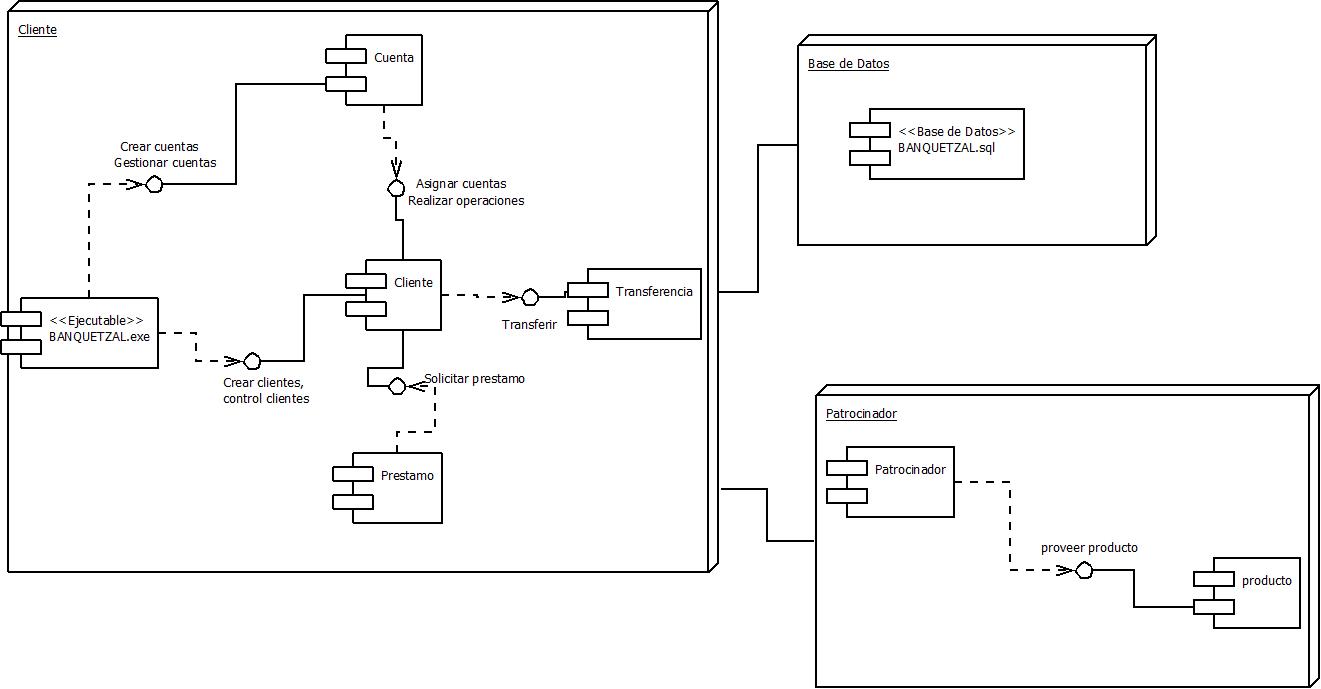 Cliente
Cuenta
Crear cuentas
Gestionar cuentas
Asignar cuentas
Realizar operaciones
Cliente
Transferencia
Transferir
<<Ejecutable>>
BANQUETZAL.exe
Crear clientes,
control clientes
Solicitar prestamo
Prestamo
Base de Datos
<<Base de Datos>>
BANQUETZAL.sql
Patrocinador
Patrocinador
proveer producto
producto